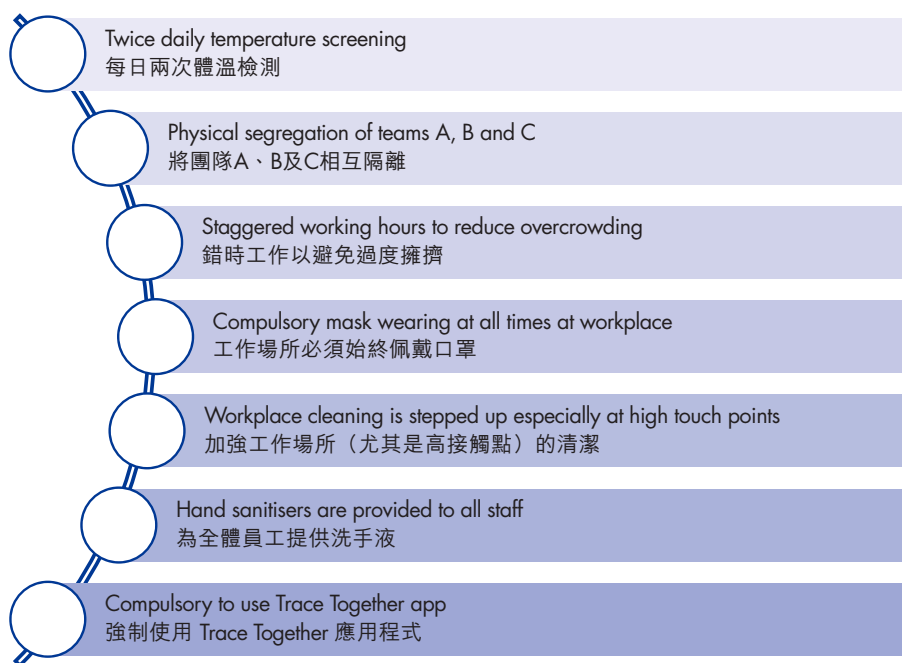 Twice daily temperature screening
每日兩次體溫檢測
Physical segregation of teams A, B and C
將團隊A、B及C相互隔離
Staggered working hours to reduce overcrowding
錯時工作以避免過度擁擠
Compulsory mask wearing at all times at workplace
工作場所必須始終佩戴口罩
Workplace cleaning is stepped up especially at high touch points
加強工作場所（尤其是高接觸點）的清潔
Hand sanitisers are provided to all staff
為全體員工提供洗手液
Compulsory to use Trace Together app
強制使用 Trace Together 應用程式